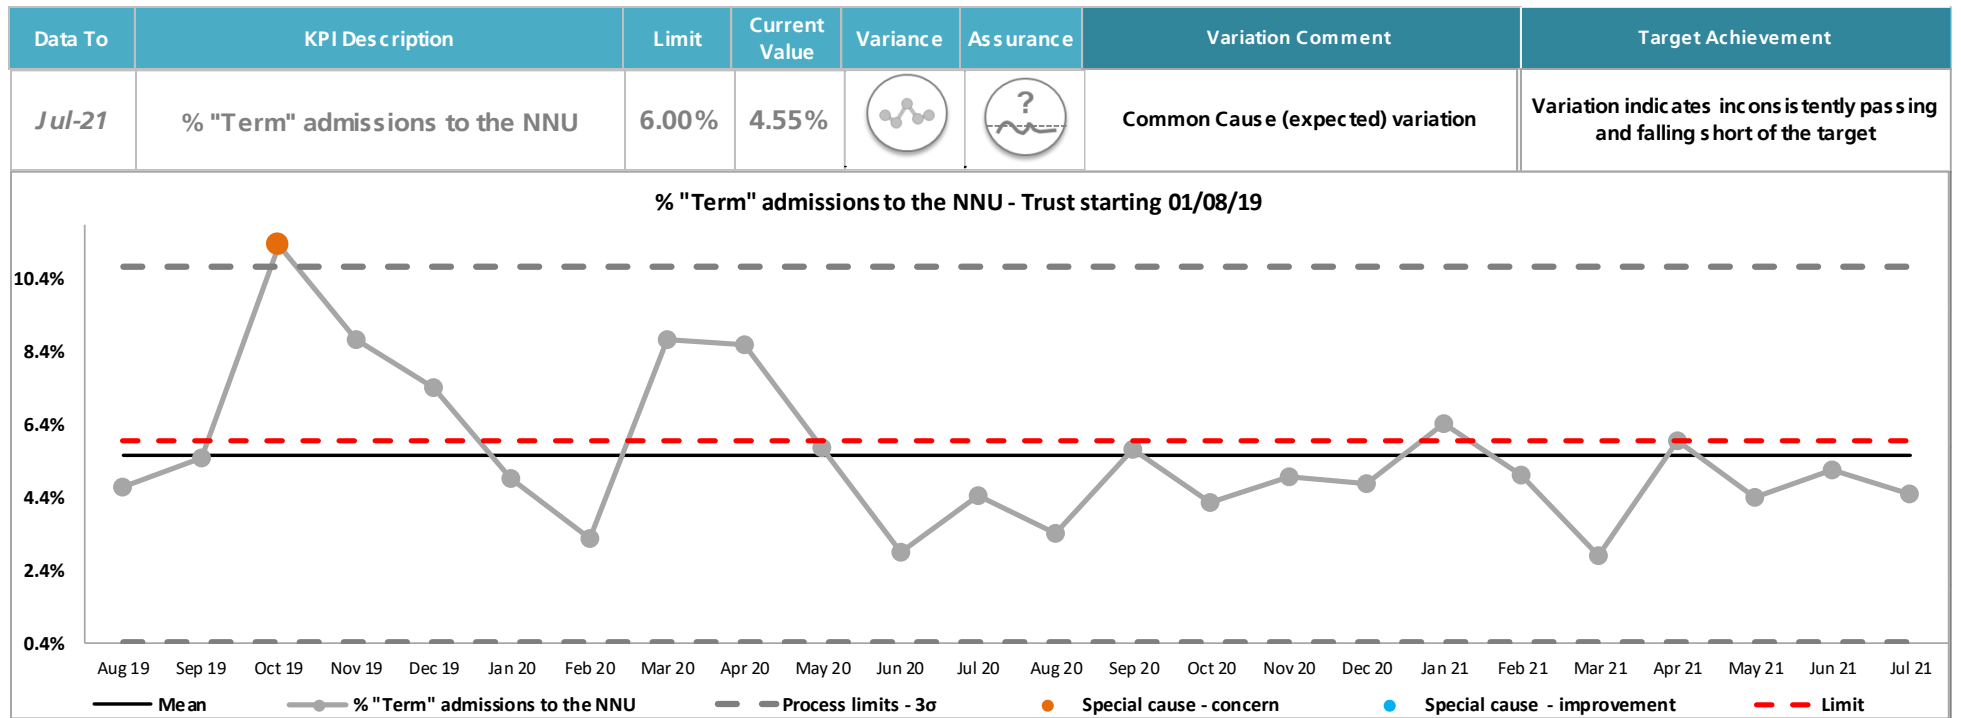 Data To KPI Description Limit Current Value Variance Assurance Variation Comment Target Achievement
Jul-21 % "Term" admissions to the NNU 6.00% 4.55% ? Common Cause (expected) variation Variation indicates inconsistently passing and falling short of the target
% "Term" admissions to the NNU - Trust starting 01/08/19
10.4%
8.4%
6.4%
4.4%
2.4%
0.4%
Aug 19 Sep 19 Oct 19 Nov 19 Dec 19 Jan 20 Feb 20 Mar 20 Apr 20 May 20 Jun 20 Jul 20 Aug 20 Sep 20 Oct 20 Nov 20 Dec 20 Jan 21 Feb 21 Mar 21 Apr 21 May 21 Jun 21 Jul 21
Mean % "Term" admissions to the NNU Process limits - 3σ Special cause - concern Special cause - improvement Limit